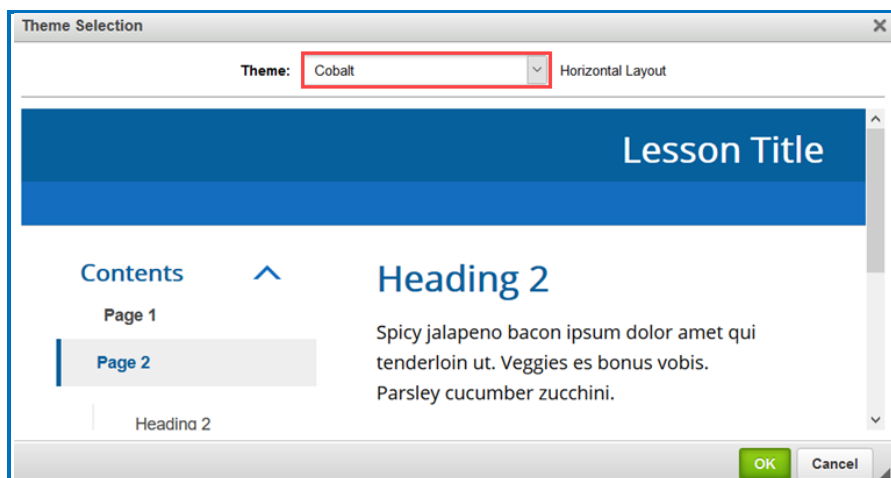 Theme Selection
Theme: Cobalt Horizontal Layout
Lesson Title
Contents
Page 1
Page 2
Heading 2
Heading 2
Spicy jalapeno bacon ipsum dolor amet qui
tenderloin ut. Veggies es bonus vobis.
Parsley cucumber zucchini.
OK Cancel